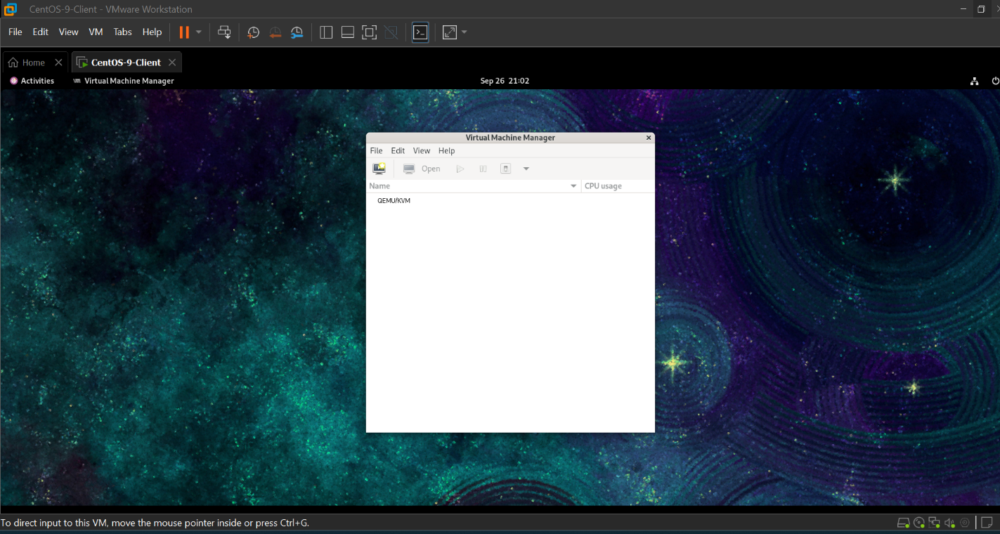 CentOS-9-Client - VMware Workstation
File Edit View VM Tabs Help
Home CentOS-9-Client
Activities Virtual Machine Manager Sep 26 21:02
Virtual Machine Manager
File Edit View Help
Open
Name CPU usage
QEMU/KVM
To direct input to this VM, move the mouse pointer inside or press Ctrl+G.